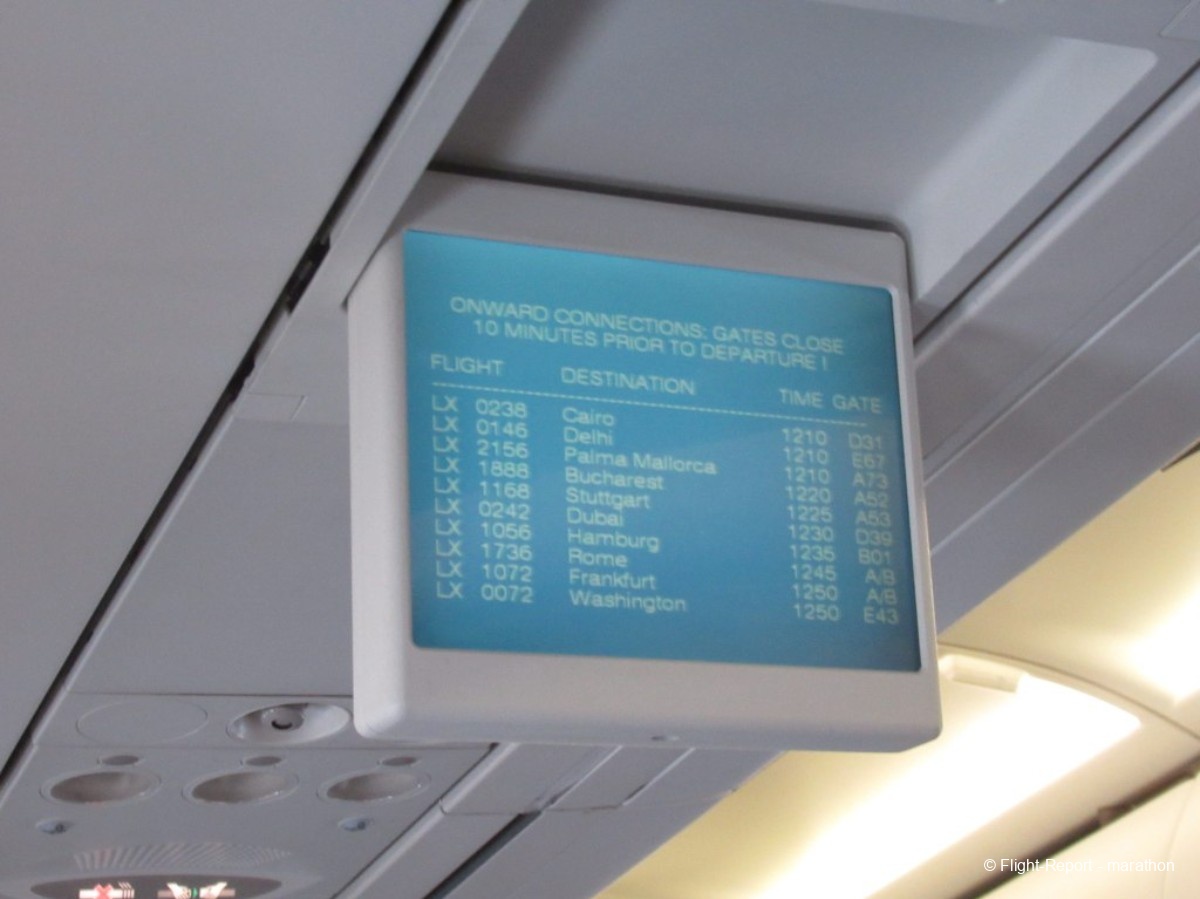 ONWARD CONNECTIONS: GATES CLOSE
10 MINUTES PRIOR TO DEPARTURE !
FLIGHT DESTINATION TIME GATE
LX 0238 Cairo 1210 D31
LX 0146 Delhi 1210 E67
LX 2156 Palma Mallorca 1210 A73
LX 1888 Bucharest 1220 A52
LX 1168 Stuttgart 1225 A53
LX 0242 Dubai 1230 D39
LX 1056 Hamburg 1235 B01
LX 1736 Rome 1245 A/B
LX 1072 Frankfurt 1250 A/B
LX 0072 Washington 1250 E43
© Flight-Report - marathon